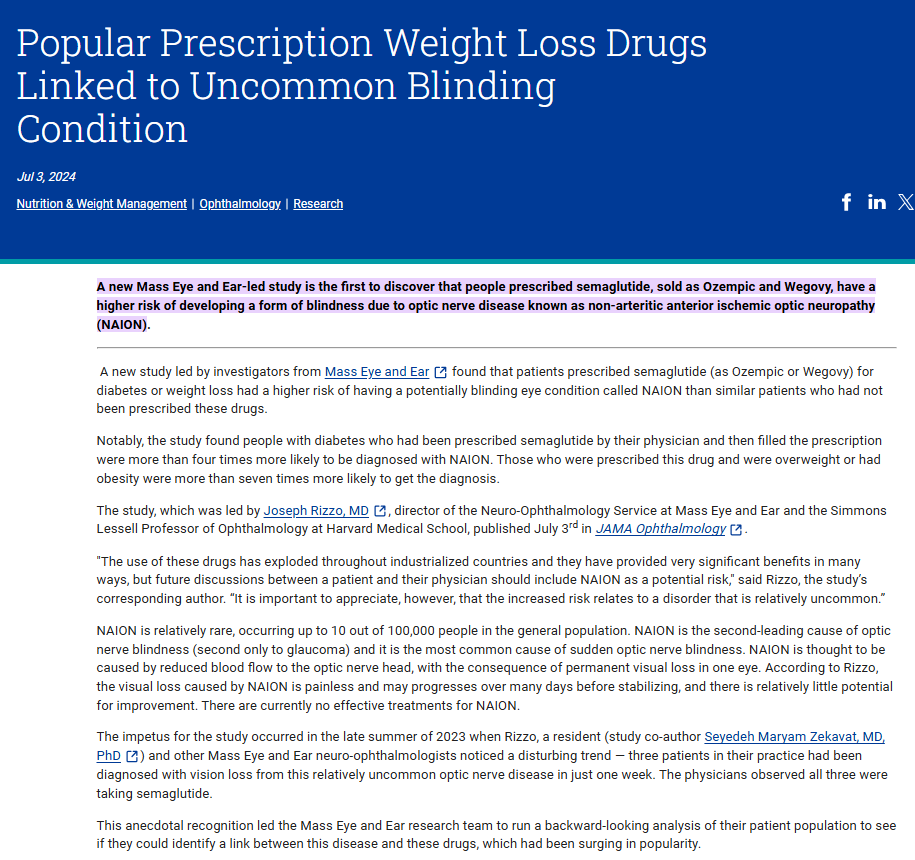 Popular Prescription Weight Loss Drugs
Linked to Uncommon Blinding
Condition
Jul 3, 2024
Nutrition & Weight Management | Ophthalmology | Research
A new Mass Eye and Ear-led study is the first to discover that people prescribed semaglutide, sold as Ozempic and Wegovy, have a
higher risk of developing a form of blindness due to optic nerve disease known as non-arteritic anterior ischemic optic neuropathy
(NAION).
A new study led by investigators from Mass Eye and Ear found that patients prescribed semaglutide (as Ozempic or Wegovy) for
diabetes or weight loss had a higher risk of having a potentially blinding eye condition called NAION than similar patients who had not
been prescribed these drugs.
Notably, the study found people with diabetes who had been prescribed semaglutide by their physician and then filled the prescription
were more than four times more likely to be diagnosed with NAION. Those who were prescribed this drug and were overweight or had
obesity were more than seven times more likely to get the diagnosis.
The study, which was led by Joseph Rizzo, MD, director of the Neuro-Ophthalmology Service at Mass Eye and Ear and the Simmons
Lessell Professor of Ophthalmology at Harvard Medical School, published July 3rd in JAMA Ophthalmology.
"The use of these drugs has exploded throughout industrialized countries and they have provided very significant benefits in many
ways, but future discussions between a patient and their physician should include NAION as a potential risk," said Rizzo, the study's
corresponding author. "It is important to appreciate, however, that the increased risk relates to a disorder that is relatively uncommon."
NAION is relatively rare, occurring up to 10 out of 100,000 people in the general population. NAION is the second-leading cause of optic
nerve blindness (second only to glaucoma) and it is the most common cause of sudden optic nerve blindness. NAION is thought to be
caused by reduced blood flow to the optic nerve head, with the consequence of permanent visual loss in one eye. According to Rizzo,
the visual loss caused by NAION is painless and may progresses over many days before stabilizing, and there is relatively little potential
for improvement. There are currently no effective treatments for NAION.
The impetus for the study occurred in the late summer of 2023 when Rizzo, a resident (study co-author Seyedeh Maryam Zekavat, MD,
PhD) and other Mass Eye and Ear neuro-ophthalmologists noticed a disturbing trend — three patients in their practice had been
diagnosed with vision loss from this relatively uncommon optic nerve disease in just one week. The physicians observed all three were
taking semaglutide.
This anecdotal recognition led the Mass Eye and Ear research team to run a backward-looking analysis of their patient population to see
if they could identify a link between this disease and these drugs, which had been surging in popularity.